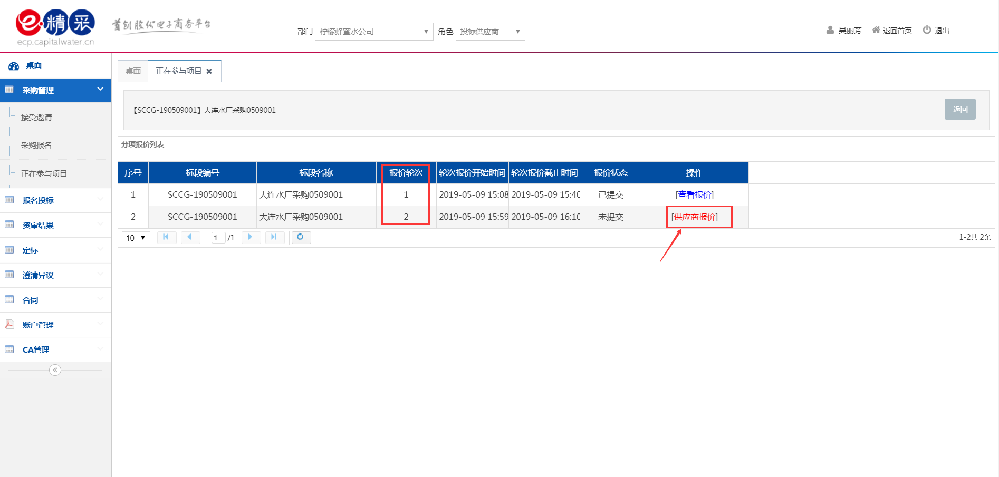 e·精采
ecp.capitalwater.cn
首创股份电子商务平台
部门 柠檬蜂蜜水公司 ▼ 角色 投标供应商 ▼
吴丽芳 返回首页 退出
桌面
采购管理
接受邀请
采购报名
正在参与项目
报名投标
资审结果
定标
澄清异议
合同
账户管理
CA管理
桌面 正在参与项目
【SCCG-190509001】大连水厂采购0509001
返回
分项报价列表
序号 标段编号 标段名称 报价轮次 轮次报价开始时间 轮次报价截止时间 报价状态 操作
1 SCCG-190509001 大连水厂采购0509001 1 2019-05-09 15:08 2019-05-09 15:40 已提交 [查看报价]
2 SCCG-190509001 大连水厂采购0509001 2 2019-05-09 15:59 2019-05-09 16:10 未提交 [供应商报价]
10 ▼ 1 /1 1-2共 2条